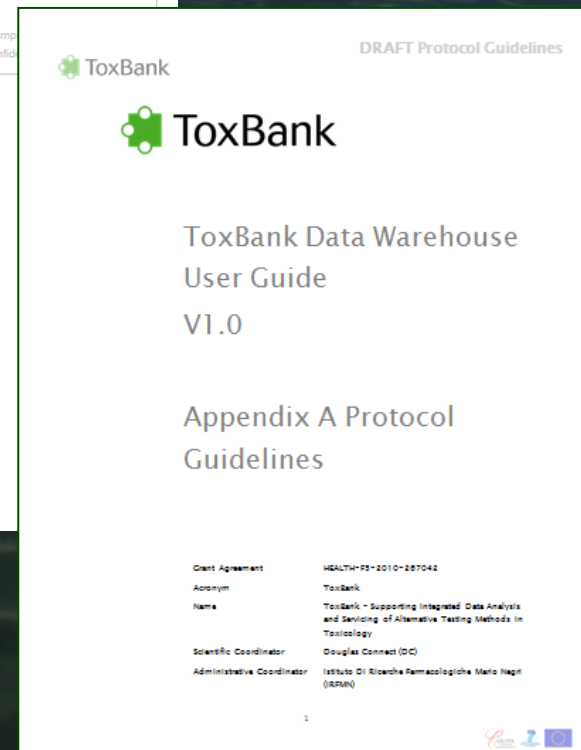 DRAFT Protocol Guidelines
ToxBank
ToxBank
ToxBank Data Warehouse
User Guide
V1.0
Appendix A Protocol
Guidelines
Grant Agreement HEALTH-F5-2010-267042
Acronym ToxBank
Name ToxBank - Supporting Integrated Data Analysis
and Servicing of Alternative Testing Methods in
Toxicology
Scientific Coordinator Douglas Connect (DC)
Administrative Coordinator Istituto Di Ricerche Farmacologiche Mario Negri
(IRFMN)
1